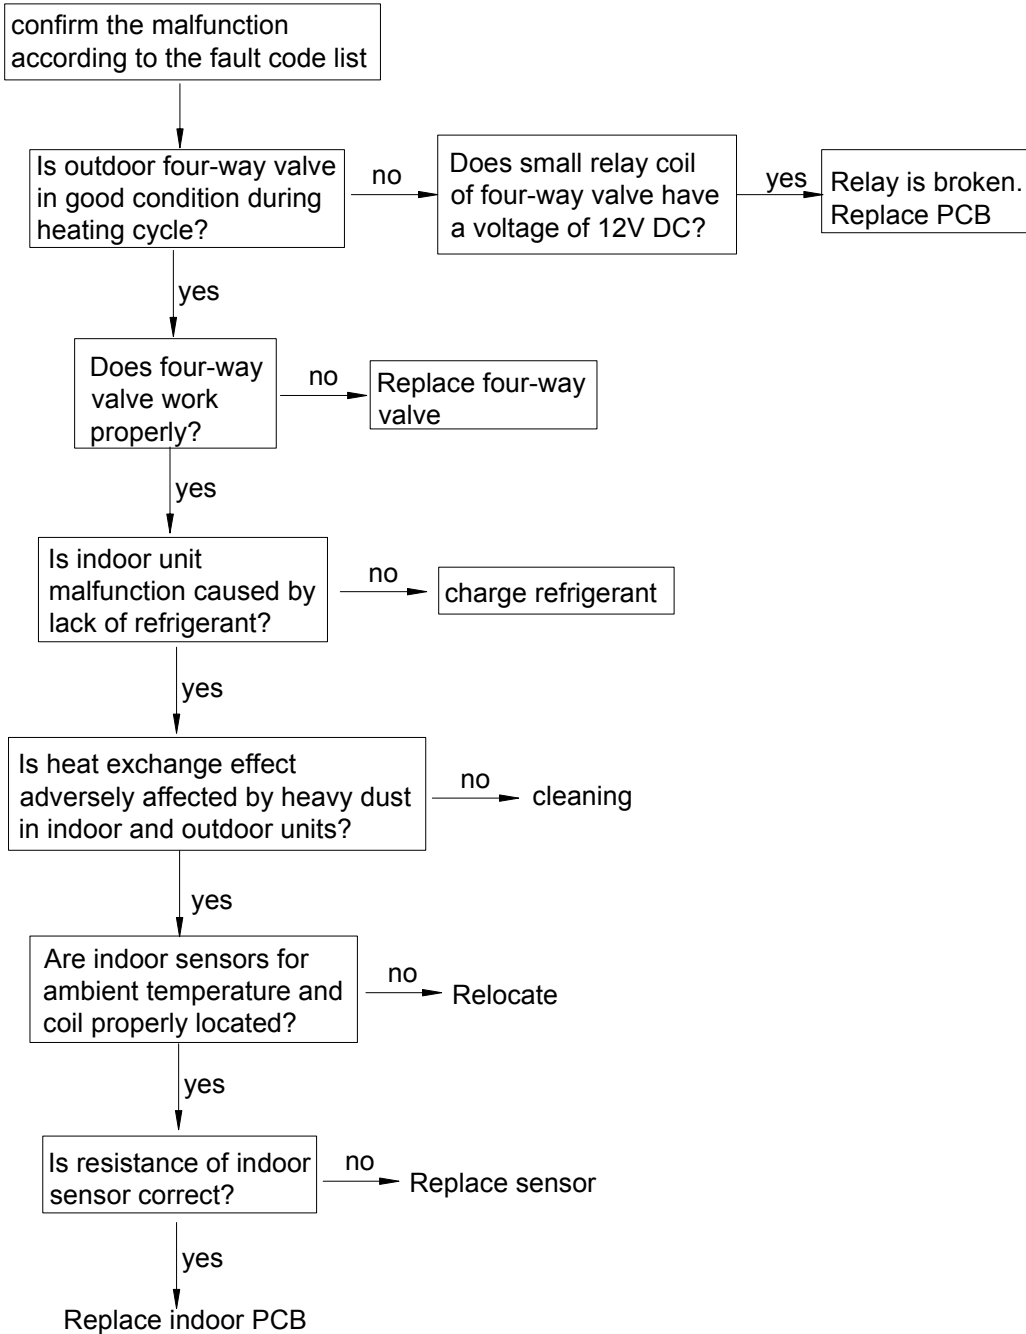 confirm the malfunction
according to the fault code list
Is outdoor four-way valve
in good condition during
heating cycle?
no
Does small relay coil
of four-way valve have
a voltage of 12V DC?
yes
Relay is broken.
Replace PCB
yes
Does four-way
valve work
properly?
no
Replace four-way
valve
yes
Is indoor unit
malfunction caused by
lack of refrigerant?
no
charge refrigerant
yes
Is heat exchange effect
adversely affected by heavy dust
in indoor and outdoor units?
no
cleaning
yes
Are indoor sensors for
ambient temperature and
coil properly located?
no
Relocate
yes
Is resistance of indoor
sensor correct?
no
Replace sensor
yes
Replace indoor PCB